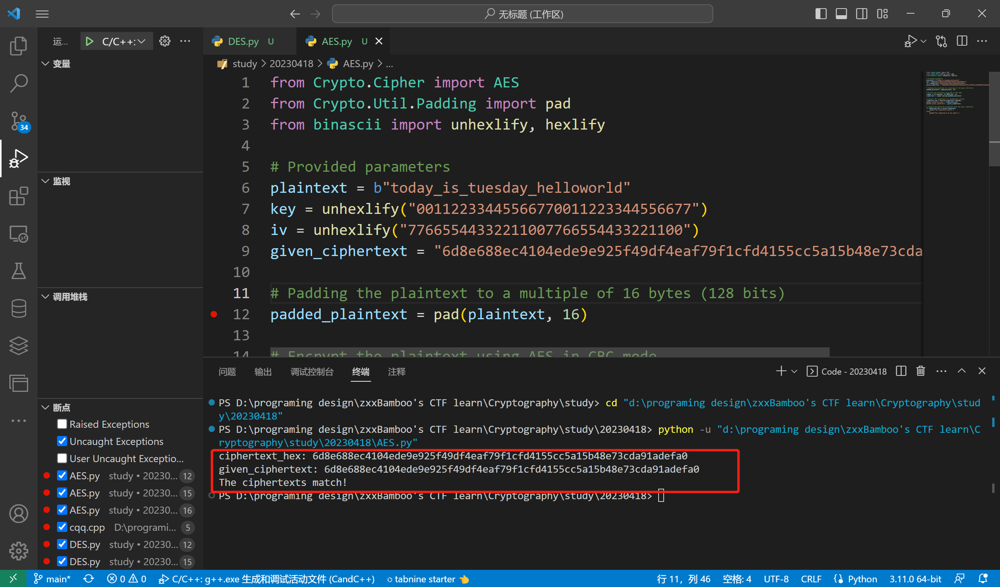 无标题 (工作区)
运...
C/C++:
DES.py U
AES.py U
study > 20230418 > AES.py > ...
变量
监视
调用堆栈
断点
Raised Exceptions
Uncaught Exceptions
User Uncaught Exceptio...
AES.py study • 20230... 12
AES.py study • 20230... 15
AES.py study • 20230... 16
cqq.cpp D:\programi... 5
DES.py study • 20230... 12
DES.py study • 20230... 15
34
1 from Crypto.Cipher import AES
2 from Crypto.Util.Padding import pad
3 from binascii import unhexlify, hexlify
4
5 # Provided parameters
6 plaintext = b"today_is_tuesday_helloworld"
7 key = unhexlify("00112233445566770011223344556677")
8 iv = unhexlify("77665544332211007766554433221100")
9 given_ciphertext = "6d8e688ec4104ede9e925f49df4eaf79f1cfd4155cc5a15b48e73cda
10
11 # Padding the plaintext to a multiple of 16 bytes (128 bits)
12 padded_plaintext = pad(plaintext, 16)
13
14 # Encrypt the plaintext using AES in CBC mode
问题 输出 调试控制台 终端 注释
Code - 20230418
PS D:\programing design\zxxBamboo's CTF learn\Cryptography\study> cd "d:\programing design\zxxBamboo's CTF learn\Cryptography\stud
y\20230418"
PS D:\programing design\zxxBamboo's CTF learn\Cryptography\study\20230418> python -u "d:\programing design\zxxBamboo's CTF learn\C
ryptography\study\20230418\AES.py"
ciphertext_hex: 6d8e688ec4104ede9e925f49df4eaf79f1cfd4155cc5a15b48e73cda91adefa0
given_ciphertext: 6d8e688ec4104ede9e925f49df4eaf79f1cfd4155cc5a15b48e73cda91adefa0
The ciphertexts match!
PS D:\programing design\zxxBamboo's CTF learn\Cryptography\study\20230418>
main* 0 0 C/C++: g++.exe 生成和调试活动文件 (CandC++) tabnine starter 行 11，列 46 空格: 4 UTF-8 CRLF Python 3.11.0 64-bit